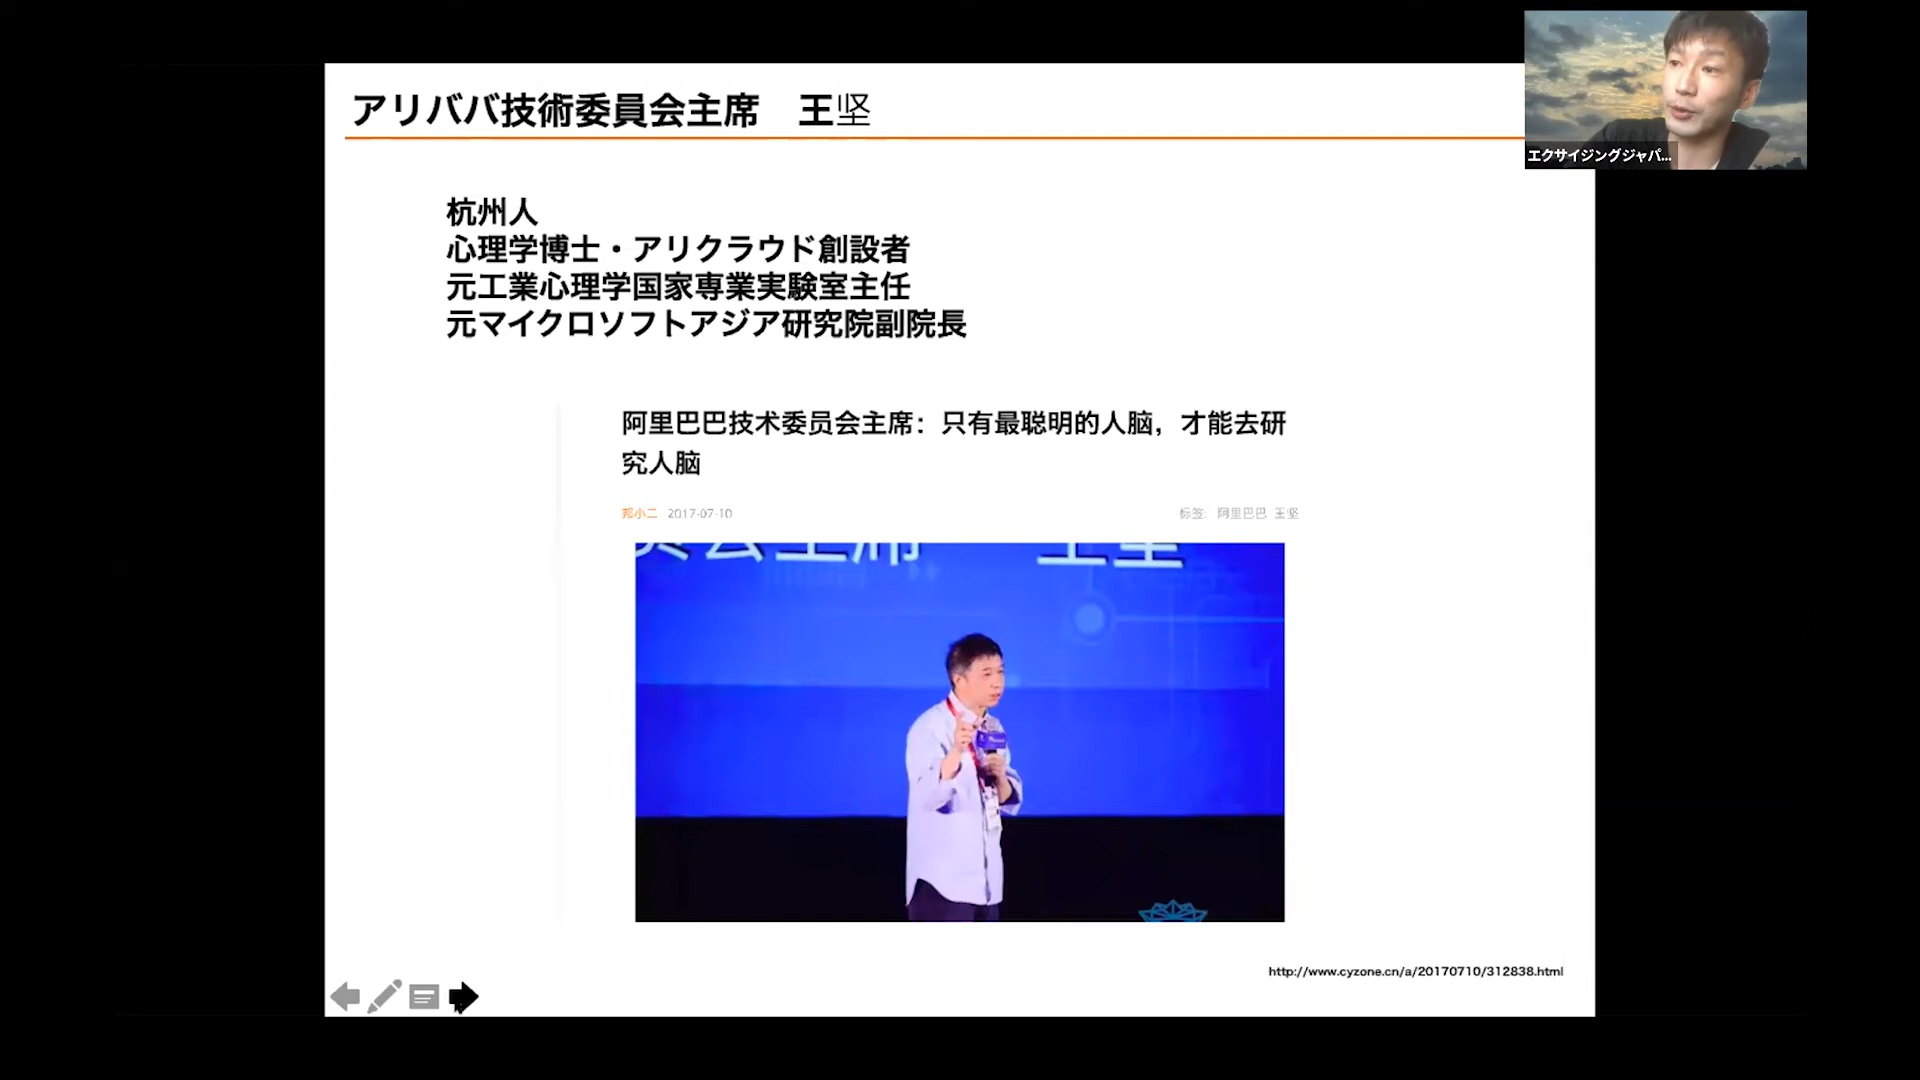 アリババ技術委員会主席　王坚
エクサイジングジャパ...
杭州人
心理学博士・アリクラウド創設者
元工業心理学国家専業実験室主任
元マイクロソフトアジア研究院副院長
阿里巴巴技术委员会主席：只有最聪明的人脑，才能去研
究人脑
邦小二 2017-07-10
标签: 阿里巴巴 王坚
http://www.cyzone.cn/a/20170710/312838.html